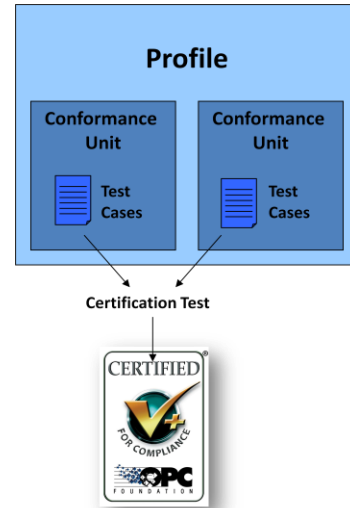 Profile
Conformance
Unit
Conformance
Unit
Test
Cases
Test
Cases
Certification Test
CERTIFIED®
V+
FOR COMPLIANCE
OPC
FOUNDATION